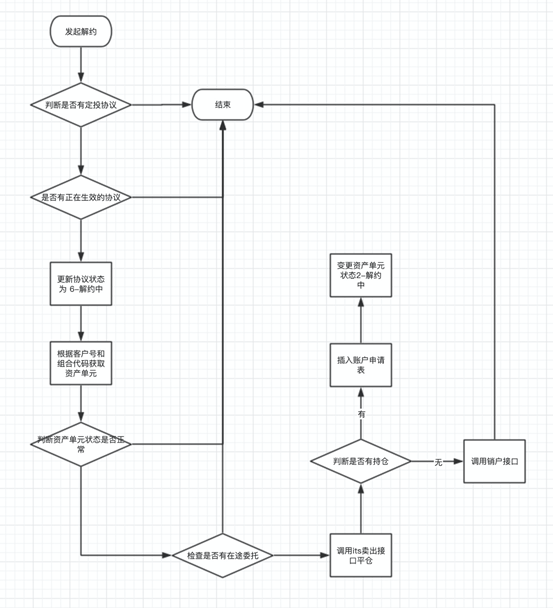 发起解约
判断是否有定投协议
结束
是否有正在生效的协议
更新协议状态
为 6-解约中
变更资产单元
状态2-解约
中
根据客户号和
组合代码获取
资产单元
插入账户申请
表
有
判断资产单元状态是否正
常
判断是否有持仓
无
调用销户接口
检查是否有在途委托
调用lts卖出接
口平仓